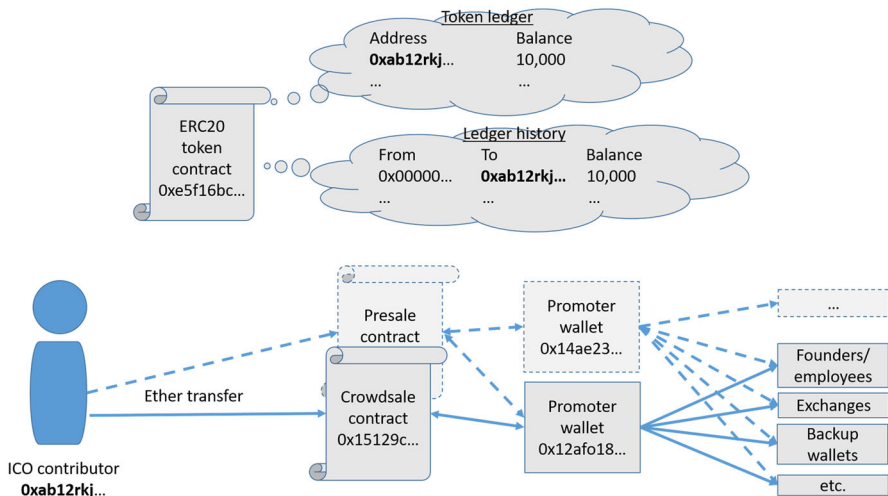 Token ledger
Address Balance
0xab12rkj... 10,000
... ...
ERC20
token
contract
0xe5f16bc...
Ledger history
From To Balance
0x00000... 0xab12rkj... 10,000
... ... ...
ICO contributor
0xab12rkj...
Ether transfer
Presale
contract
Crowdsale
contract
0x15129c...
Promoter
wallet
0x14ae23...
Promoter
wallet
0x12afo18...
...
Founders/
employees
Exchanges
Backup
wallets
etc.